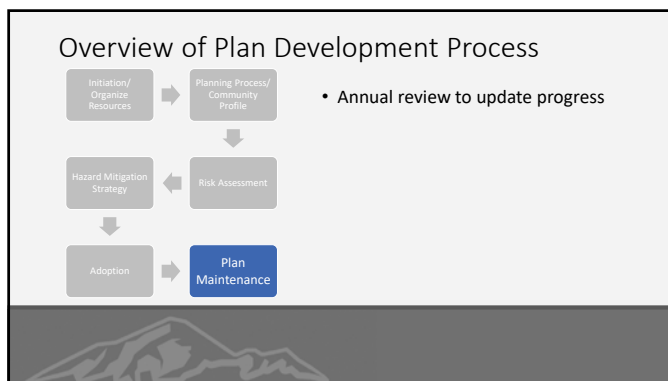 Overview of Plan Development Process
Initiation/
Organize
Resources
Planning Process/
Community
Profile
• Annual review to update progress
Hazard Mitigation
Strategy
Risk Assessment
Adoption
Plan
Maintenance